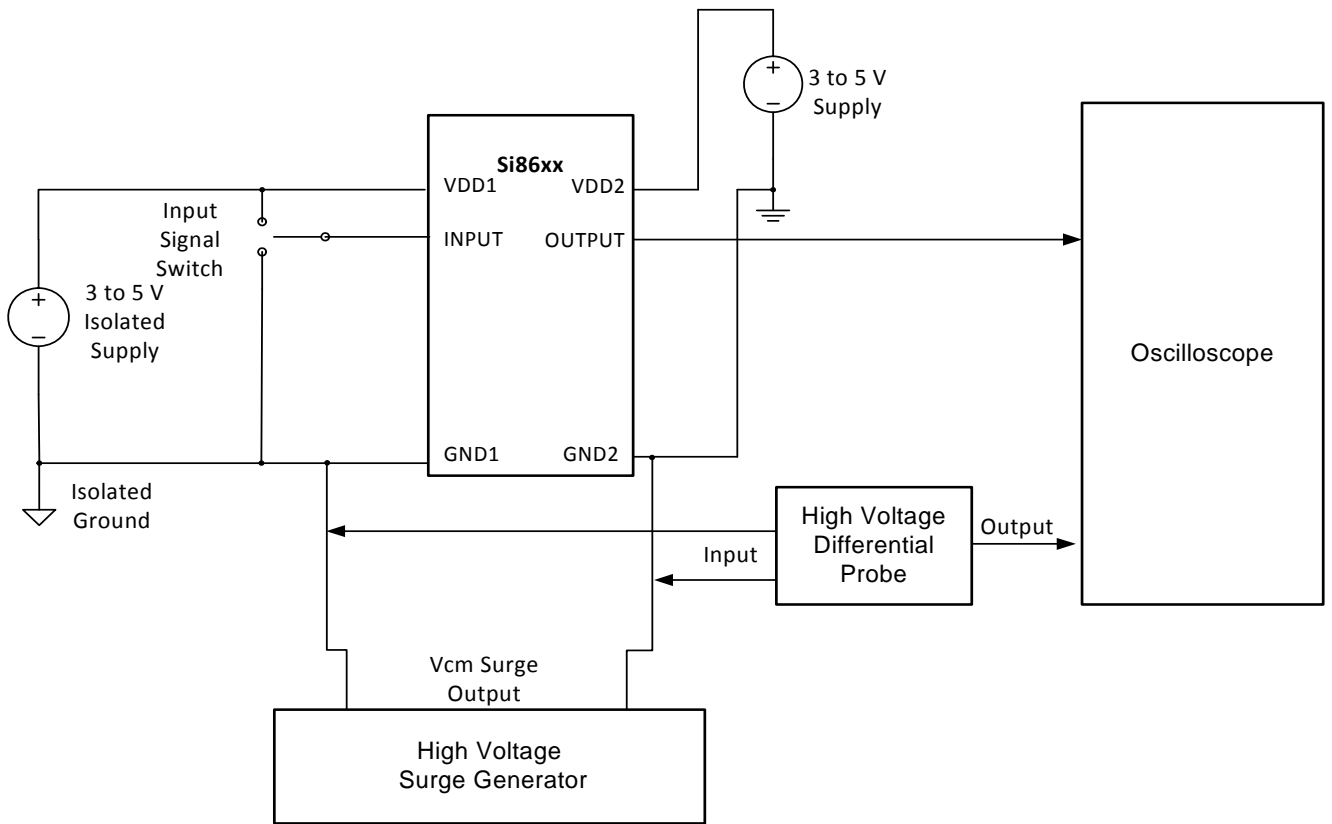 3 to 5 V
Supply
Si86xx
VDD1
VDD2
Input
Signal
Switch
INPUT
OUTPUT
+
−
3 to 5 V
Isolated
Supply
+
−
Oscilloscope
GND1
GND2
Isolated
Ground
High Voltage
Differential
Probe
Input
Output
Vcm Surge
Output
High Voltage
Surge Generator